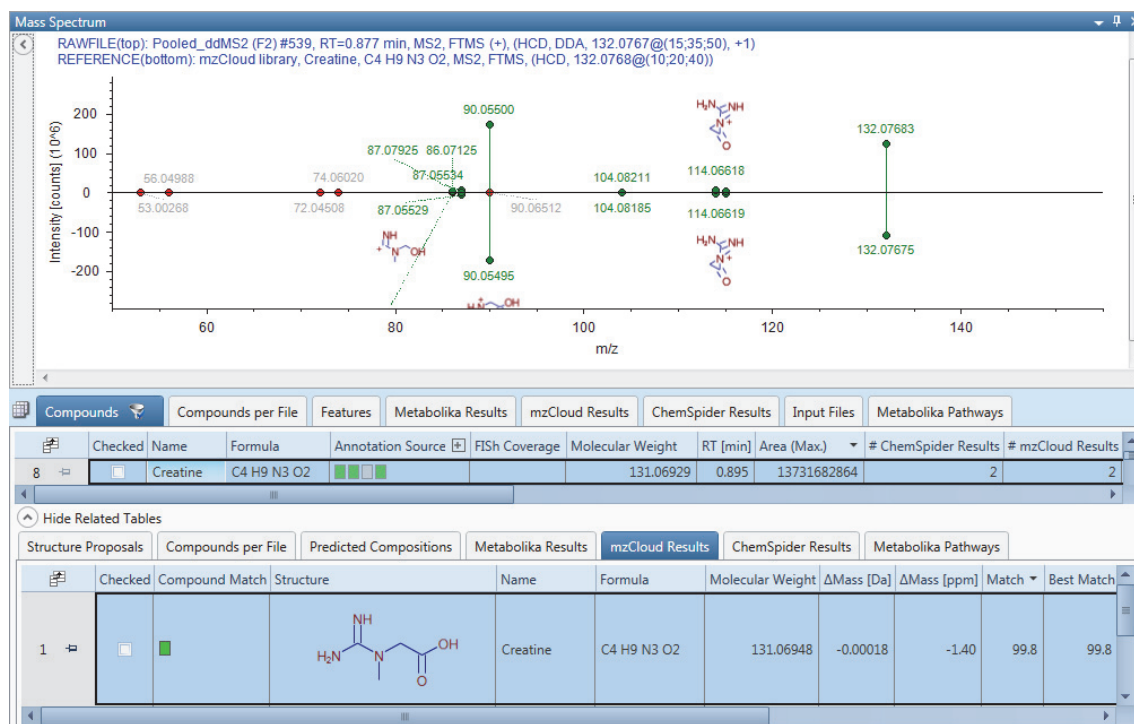 Mass Spectrum
RAWFILE(top): Pooled_ddMS2 (F2) #539, RT=0.877 min, MS2, FTMS (+), (HCD, DDA, 132.0767@(15;35;50), +1)
REFERENCE(bottom): mzCloud library, Creatine, C4 H9 N3 O2, MS2, FTMS, (HCD, 132.0768@(10;20;40))
Intensity [counts] (10^6)
200
100
0
-100
-200
90.05500
H2N NH
N+
O
132.07683
87.07925 86.07125
56.04988
74.06020
87.05534
104.08211
114.06618
53.00268
72.04508
87.05529
90.06512
104.08185
114.06619
NH
+ N OH
H2N NH
N+
O
132.07675
90.05495
OH
60
80
100
120
140
m/z
Compounds Compounds per File Features Metabolika Results mzCloud Results ChemSpider Results Input Files Metabolika Pathways
Checked Name Formula Annotation Source FISh Coverage Molecular Weight RT [min] Area (Max.) # ChemSpider Results # mzCloud Results
8 Creatine C4 H9 N3 O2 131.06929 0.895 13731682864 2 2
Hide Related Tables
Structure Proposals Compounds per File Predicted Compositions Metabolika Results mzCloud Results ChemSpider Results Metabolika Pathways
Checked Compound Match Structure Name Formula Molecular Weight ΔMass [Da] ΔMass [ppm] Match Best Match
NH
OH
H2N N
O
1 Creatine C4 H9 N3 O2 131.06948 -0.00018 -1.40 99.8 99.8